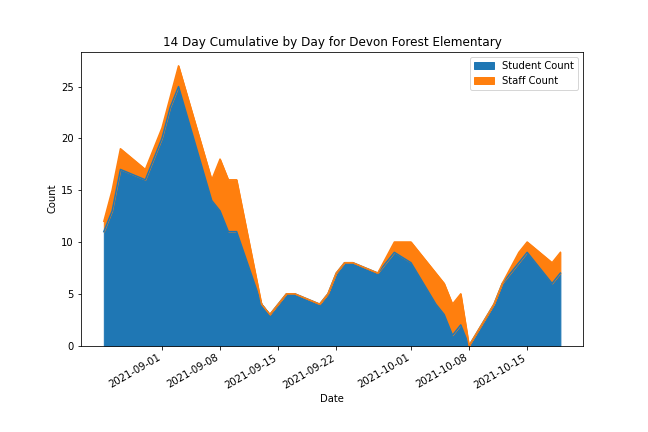 14 Day Cumulative by Day for Devon Forest Elementary
Student Count
Staff Count
25
20
15
10
5
0
Count
2021-09-01
2021-09-08
2021-09-15
2021-09-22
2021-10-01
2021-10-08
2021-10-15
Date